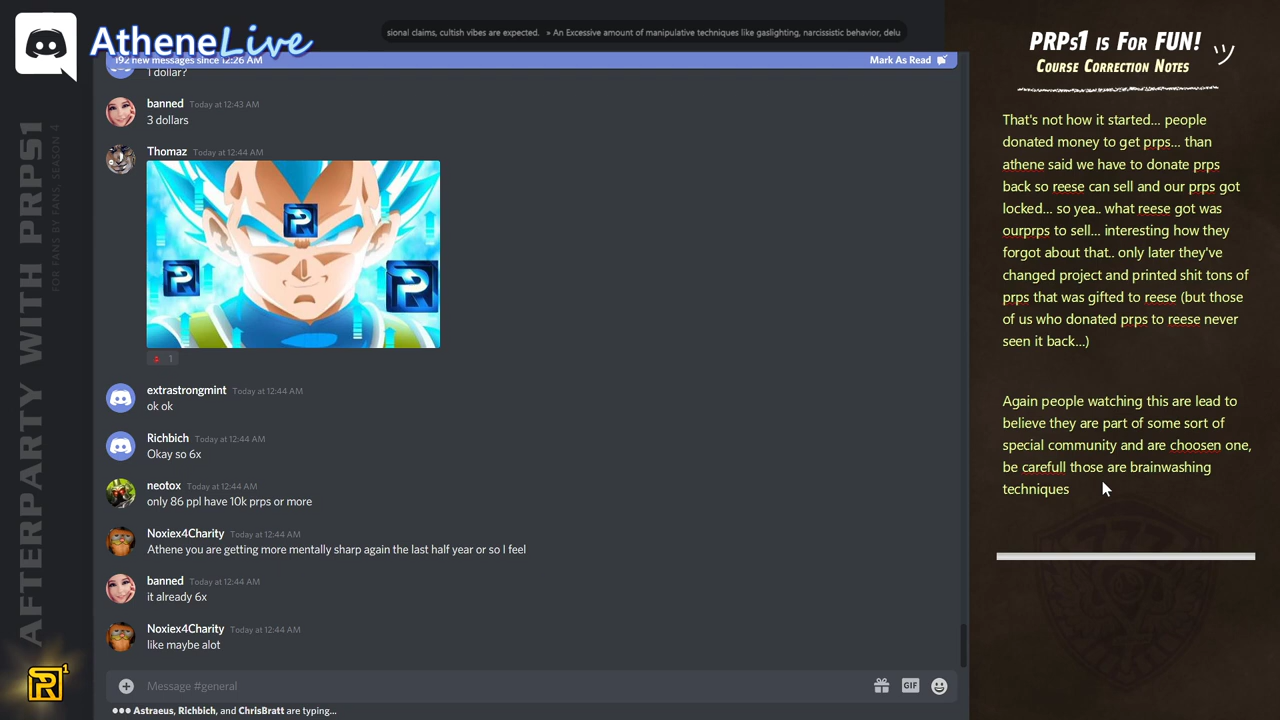 AtheneLive
sional claims, cultish vibes are expected. » An Excessive amount of manipulative techniques like gaslighting, narcissistic behavior, delu
192 new messages since 12:26 AM
Mark As Read
1 dollar?
banned Today at 12:43 AM
3 dollars
Thomaz Today at 12:44 AM
1
extrastrongmint Today at 12:44 AM
ok ok
Richbich Today at 12:44 AM
Okay so 6x
neotox Today at 12:44 AM
only 86 ppl have 10k prps or more
Noxiex4Charity Today at 12:44 AM
Athene you are getting more mentally sharp again the last half year or so I feel
banned Today at 12:44 AM
it already 6x
Noxiex4Charity Today at 12:44 AM
like maybe alot
Message #general
GIF
Astraeus, Richbich, and ChrisBratt are typing...
AFTERPARTY WITH PRPS1
FOR FANS BY FANS, SEASON 4
R1
PRPs1 is For FUN!
Course Correction Notes
ツ
That's not how it started... people
donated money to get prps... than
athene said we have to donate prps
back so reese can sell and our prps got
locked... so yea.. what reese got was
ourprps to sell... interesting how they
forgot about that.. only later they've
changed project and printed shit tons of
prps that was gifted to reese (but those
of us who donated prps to reese never
seen it back...)
Again people watching this are lead to
believe they are part of some sort of
special community and are choosen one,
be carefull those are brainwashing
techniques